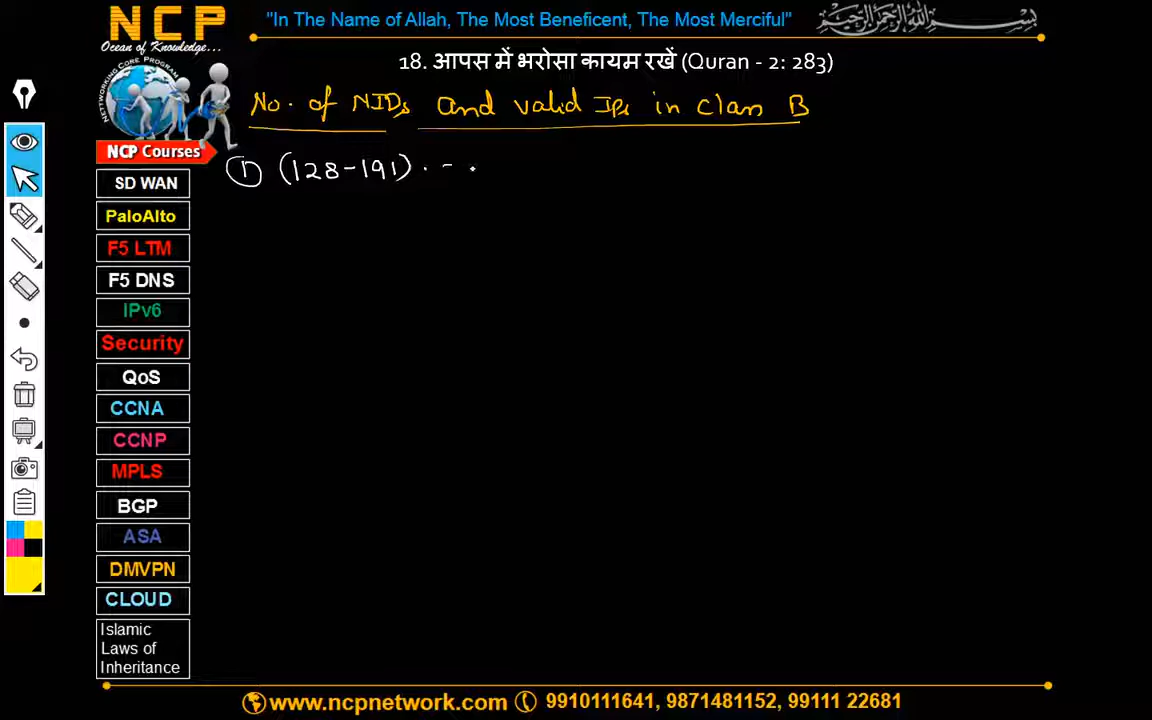 "In The Name of Allah, The Most Beneficent, The Most Merciful"
NCP
Ocean of Knowledge...
NETWORKING CORE PROGRAM
18. आपस में भरोसा कायम रखें (Quran - 2: 283)
No. of NIDs and valid IPs in Class B
NCP Courses
① (128-191) . - .
SD WAN
PaloAlto
F5 LTM
F5 DNS
IPv6
Security
QoS
CCNA
CCNP
MPLS
BGP
ASA
DMVPN
CLOUD
Islamic
Laws of
Inheritance
www.ncpnetwork.com 9910111641, 9871481152, 99111 22681